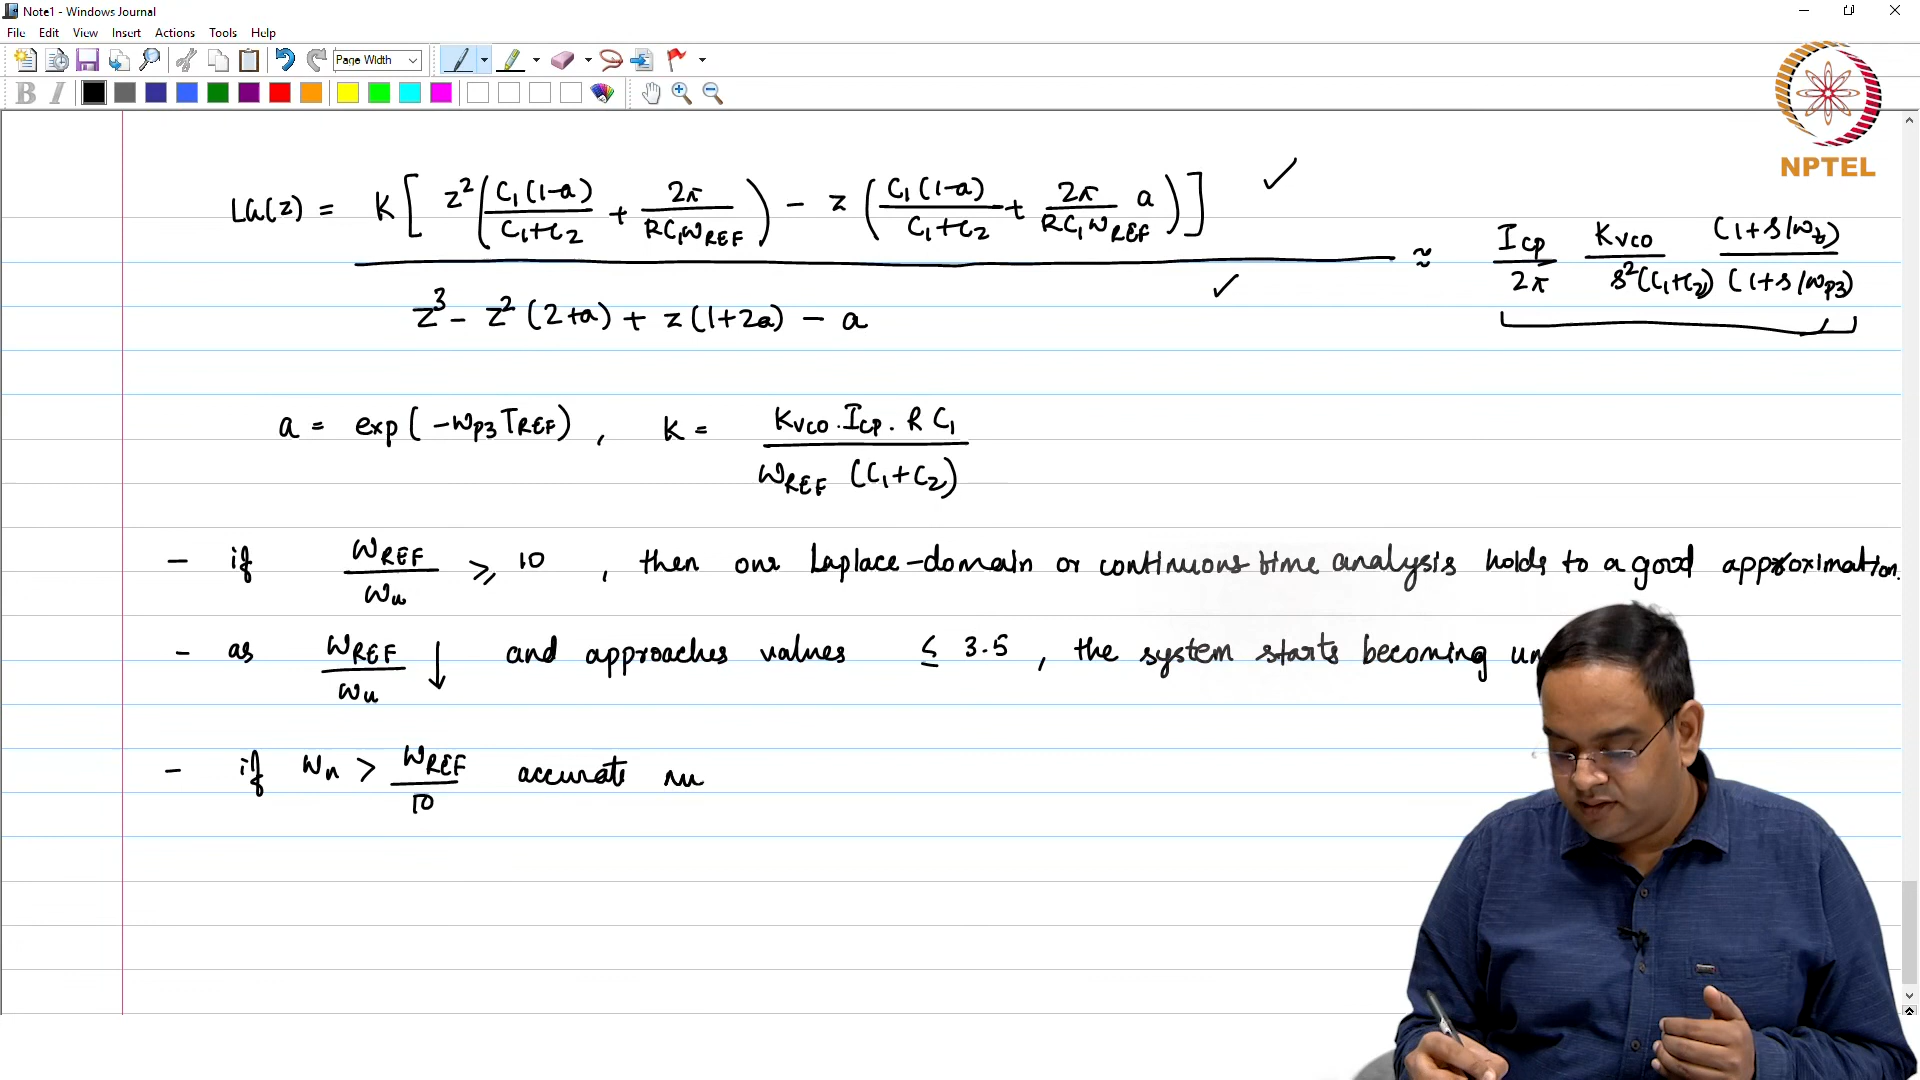 Note1 - Windows Journal
File Edit View Insert Actions Tools Help
Page Width
B I
NPTEL
LG(z) = K [ z² ( C₁(1-a) / (C₁+C₂) + 2π / (RC₁ω_REF) ) - z ( C₁(1-a) / (C₁+C₂) + 2π / (RC₁ω_REF) a ) ] ✓ / z³ - z²(2+a) + z(1+2a) - a ✓ ≈ I_CP / 2π K_VCO / s²(C₁+C₂) (1+s/ω_z) / (1+s/ω_p3)
a = exp(-ω_p3 T_REF) , K = K_VCO . I_CP . R C₁ / ω_REF (C₁+C₂)
- if ω_REF / ω_u ≥ 10 , then our Laplace-domain or continuous time analysis holds to a good approximation.
- as ω_REF / ω_u ↓ and approaches values ≤ 3.5 , the system starts becoming un
- if ω_u > ω_REF / 10 accurate